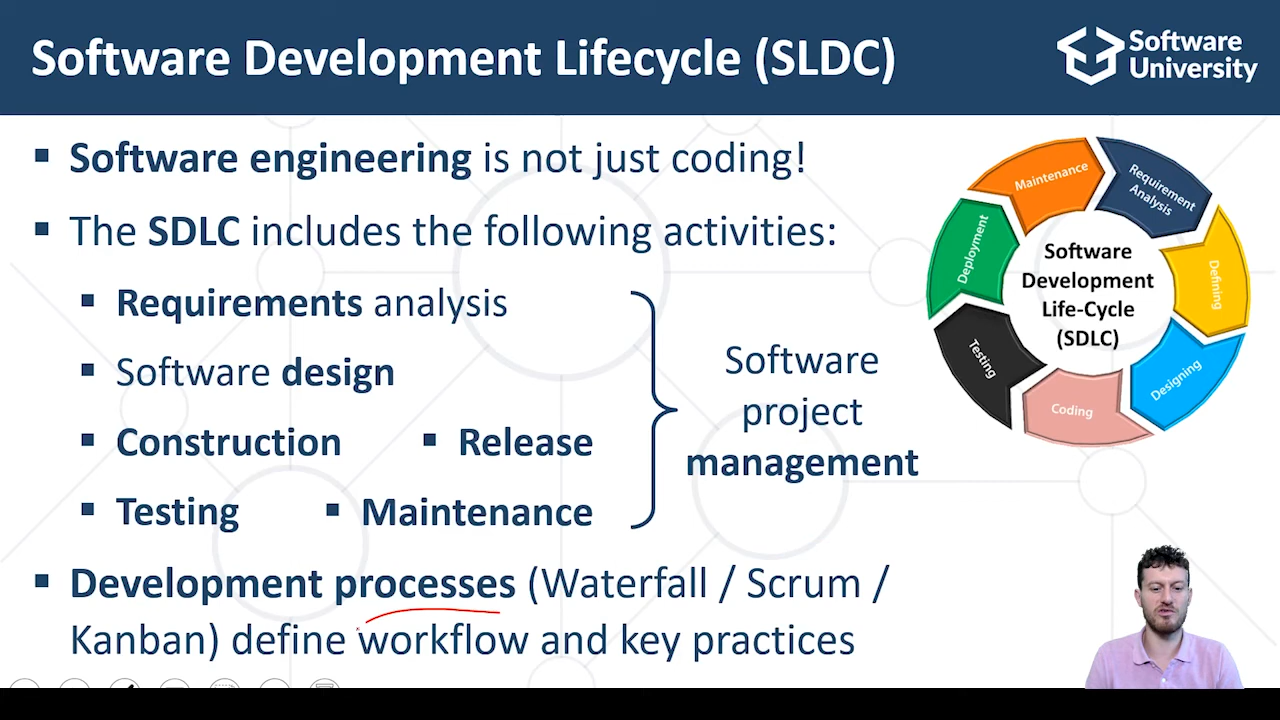 Software Development Lifecycle (SLDC)
Software
University
Software engineering is not just coding!
The SDLC includes the following activities:
Requirements analysis
Software design
Construction
Release
Testing
Maintenance
Software
project
management
Development processes (Waterfall / Scrum /
Kanban) define workflow and key practices
Maintenance
Requirement
Analysis
Defining
Designing
Coding
Testing
Deployment
Software
Development
Life-Cycle
(SDLC)